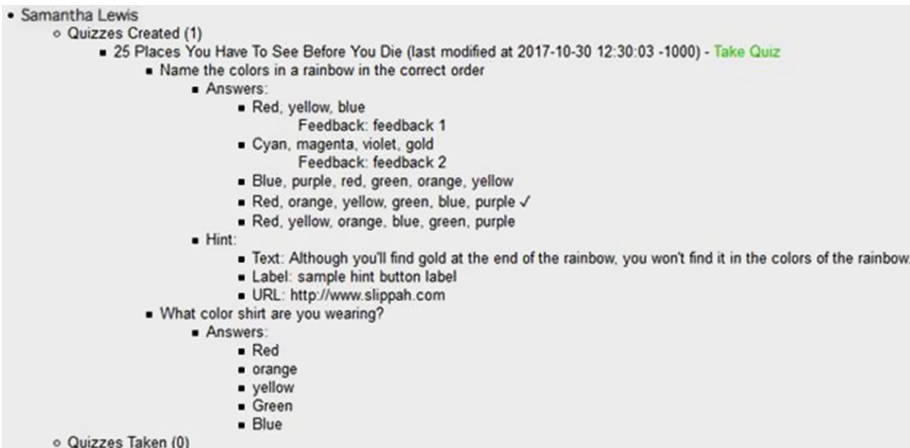 Samantha Lewis
Quizzes Created (1)
25 Places You Have To See Before You Die (last modified at 2017-10-30 12:30:03 -1000) - Take Quiz
Name the colors in a rainbow in the correct order
Answers:
Red, yellow, blue
Feedback: feedback 1
Cyan, magenta, violet, gold
Feedback: feedback 2
Blue, purple, red, green, orange, yellow
Red, orange, yellow, green, blue, purple ✓
Red, yellow, orange, blue, green, purple
Hint:
Text: Although you'll find gold at the end of the rainbow, you won't find it in the colors of the rainbow.
Label: sample hint button label
URL: http://www.slippah.com
What color shirt are you wearing?
Answers:
Red
orange
yellow
Green
Blue
Quizzes Taken (0)